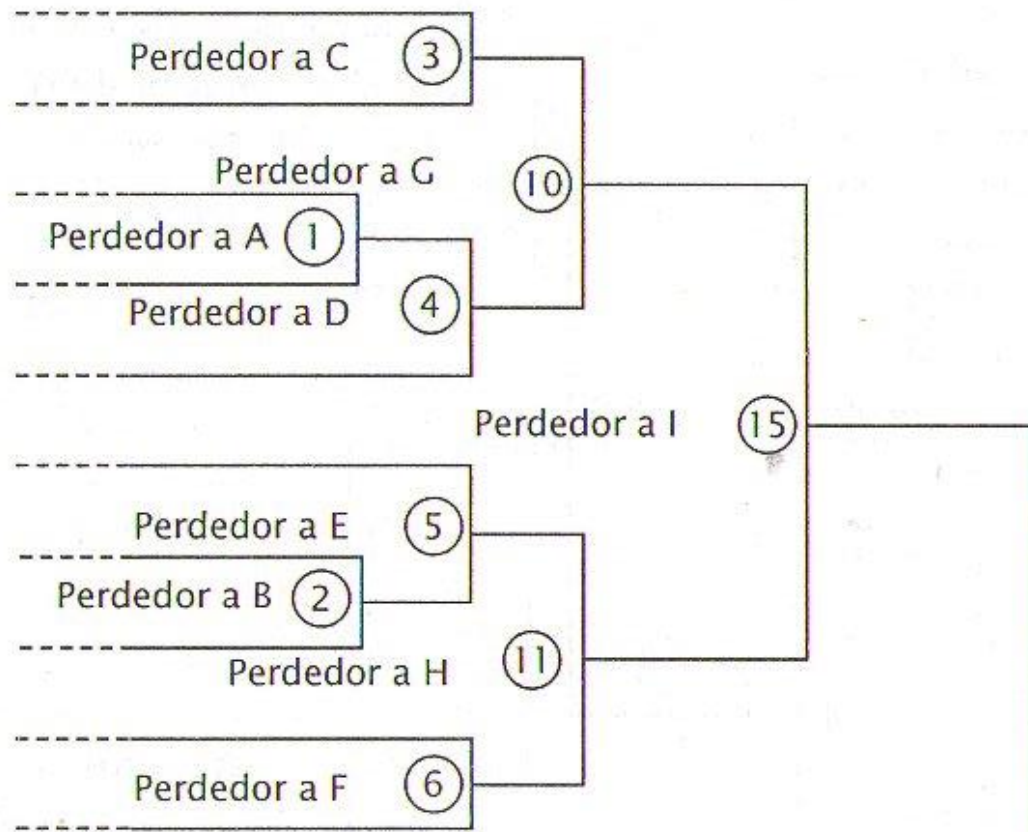 Perdedor a C 3
Perdedor a G 10
Perdedor a A 1
Perdedor a D 4
Perdedor a I 15
Perdedor a E 5
Perdedor a B 2
Perdedor a H 11
Perdedor a F 6